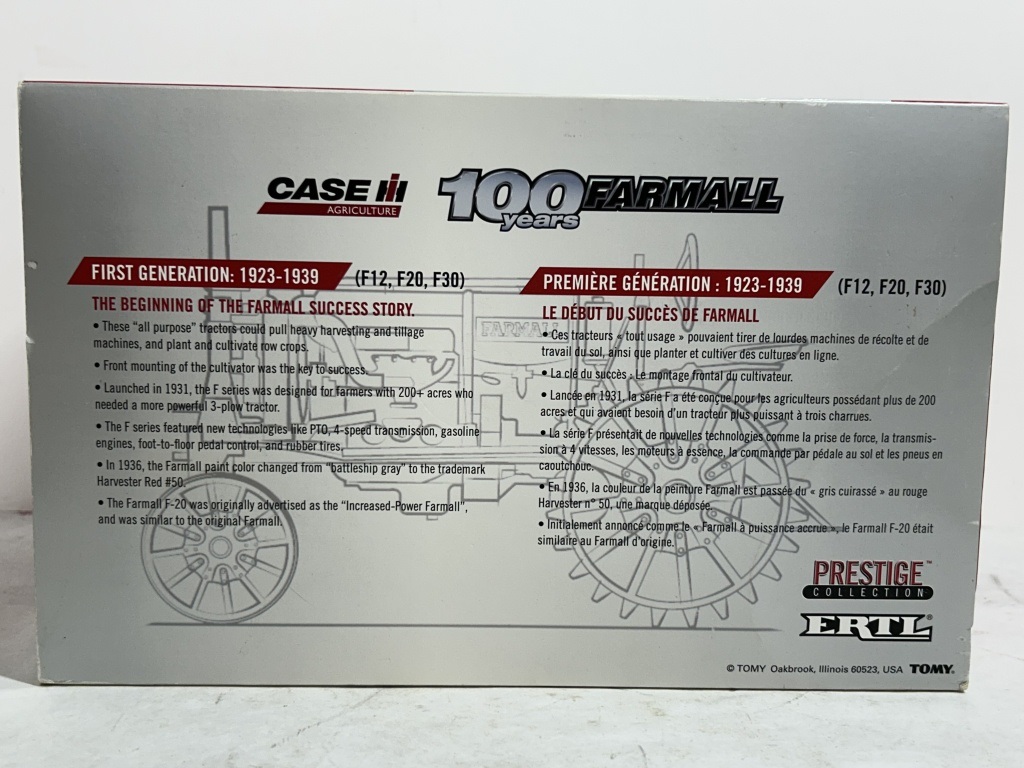 CASE IH
AGRICULTURE
100 years FARMALL
FIRST GENERATION: 1923-1939 (F12, F20, F30)
THE BEGINNING OF THE FARMALL SUCCESS STORY.
• These "all purpose" tractors could pull heavy harvesting and tillage
machines, and plant and cultivate row crops.
• Front mounting of the cultivator was the key to success.
• Launched in 1931, the F series was designed for farmers with 200+ acres who
needed a more powerful 3-plow tractor.
• The F series featured new technologies like PTO, 4-speed transmission, gasoline
engines, foot-to-floor pedal control, and rubber tires.
• In 1936, the Farmall paint color changed from "battleship gray" to the trademark
Harvester Red #50.
• The Farmall F-20 was originally advertised as the "Increased-Power Farmall",
and was similar to the original Farmall.
PREMIÈRE GÉNÉRATION : 1923-1939 (F12, F20, F30)
LE DÉBUT DU SUCCÈS DE FARMALL
• Ces tracteurs « tout usage » pouvaient tirer de lourdes machines de récolte et de
travail du sol, ainsi que planter et cultiver des cultures en ligne.
• La clé du succès : Le montage frontal du cultivateur.
• Lancée en 1931, la série F a été conçue pour les agriculteurs possédant plus de 200
acres et qui avaient besoin d'un tracteur plus puissant à trois charrues.
• La série F présentait de nouvelles technologies comme la prise de force, la transmis-
sion à 4 vitesses, les moteurs à essence, la commande par pédale au sol et les pneus en
caoutchouc.
• En 1936, la couleur de la peinture Farmall est passée du « gris cuirassé » au rouge
Harvester n° 50, une marque déposée.
• Initialement annoncé comme le « Farmall à puissance accrue », le Farmall F-20 était
similaire au Farmall d'origine.
FARMALL
PRESTIGE™
COLLECTION
ERTL®
© TOMY Oakbrook, Illinois 60523, USA TOMY.